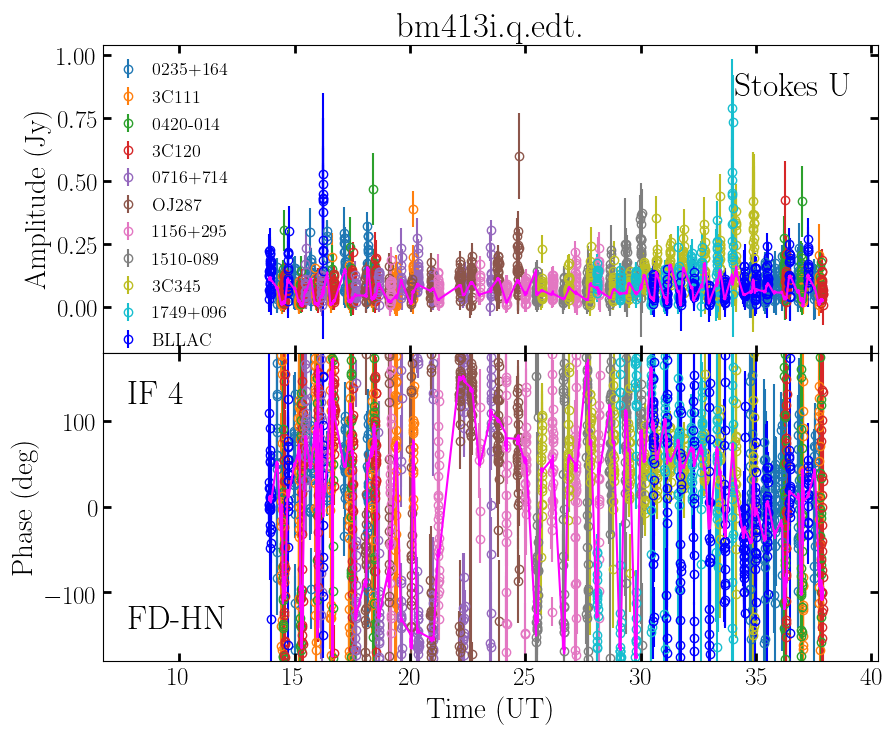 bm413i.q.edt.
Amplitude (Jy)
1.00
0.75
0.50
0.25
0.00
0235+164
3C111
0420-014
3C120
0716+714
OJ287
1156+295
1510-089
3C345
1749+096
BLLAC
Stokes U
Phase (deg)
100
0
−100
IF 4
FD-HN
10 15 20 25 30 35 40
Time (UT)